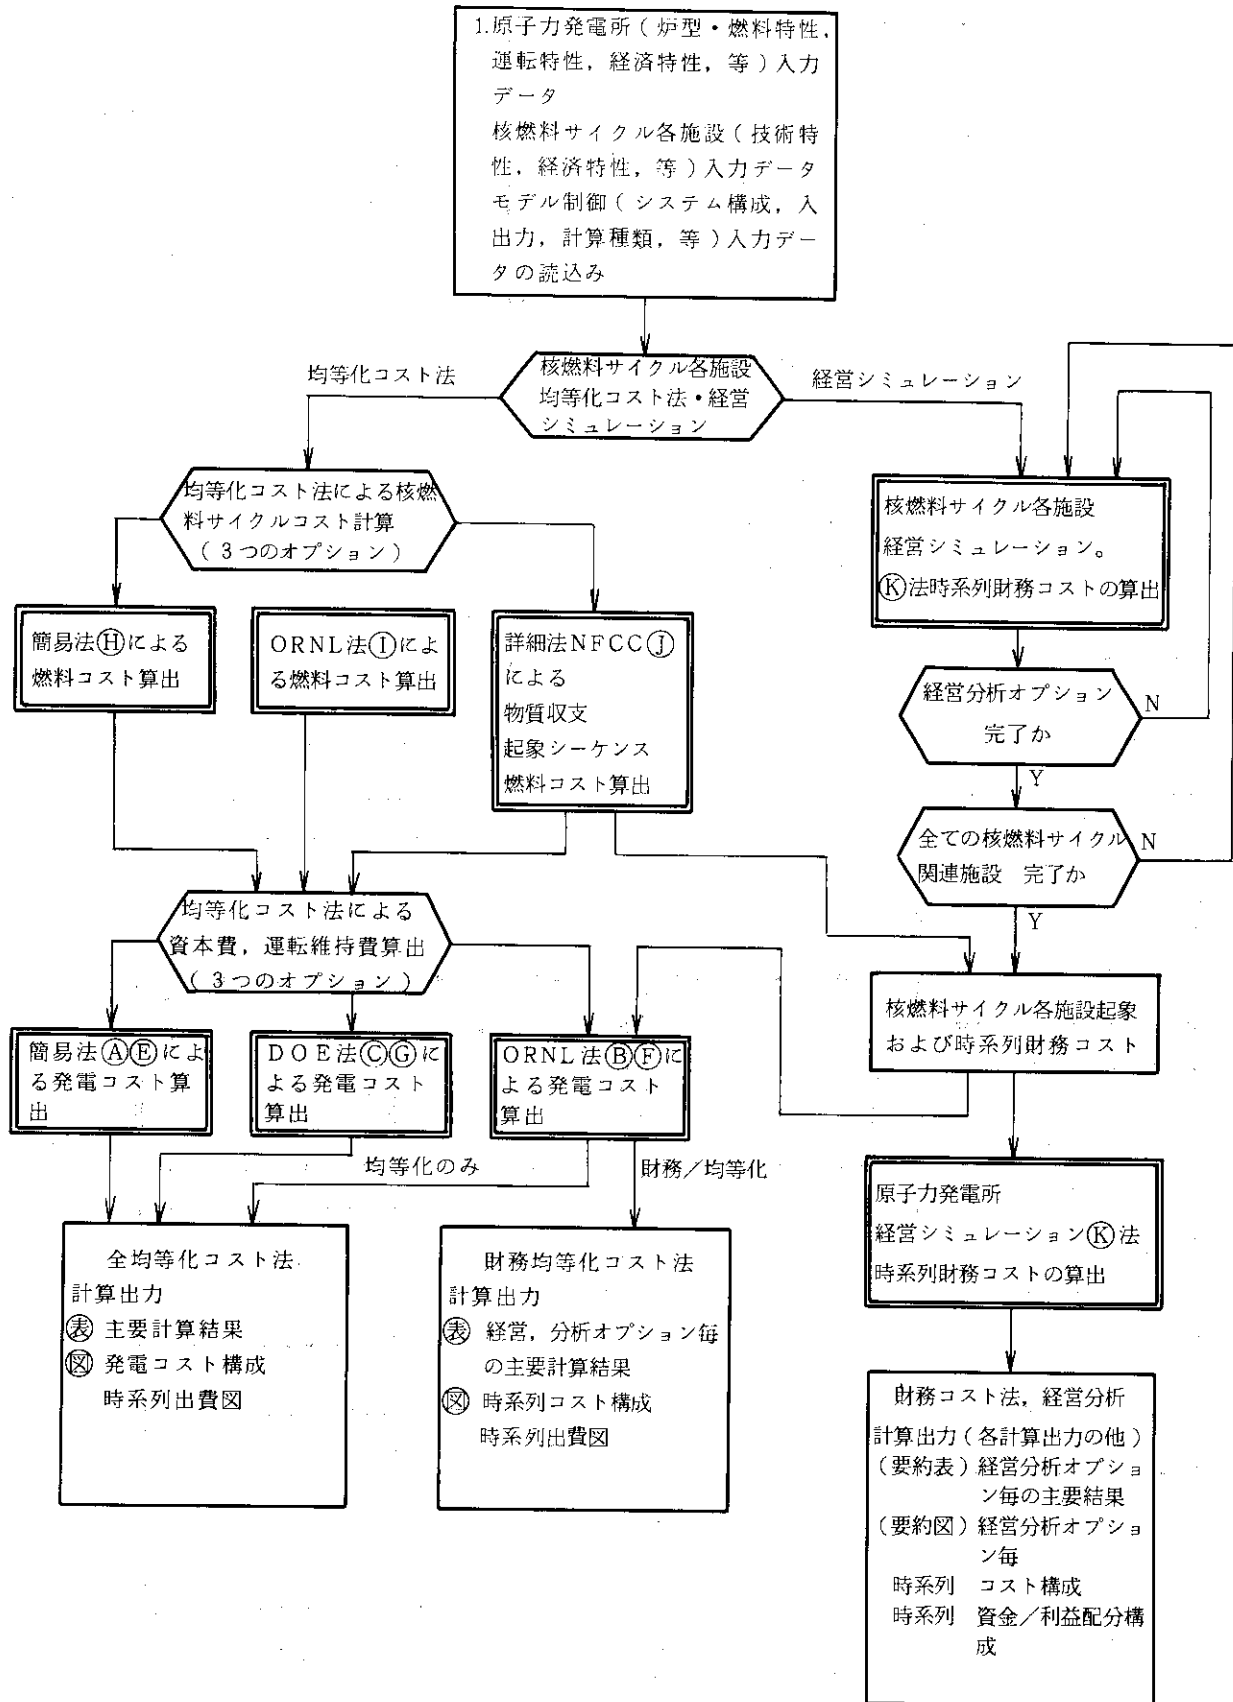 1.原子力発電所（炉型・燃料特性，
運転特性，経済特性，等）入力
データ
核燃料サイクル各施設（技術特
性，経済特性，等）入力データ
モデル制御（システム構成，入
出力，計算種類，等）入力デー
タの読込み
均等化コスト法
核燃料サイクル各施設
均等化コスト法・経営
シミュレーション
経営シミュレーション
均等化コスト法による核燃
料サイクルコスト計算
（3つのオプション）
核燃料サイクル各施設
経営シミュレーション。
Ⓚ法時系列財務コストの算出
簡易法Ⓗによる
燃料コスト算出
ORNL法Ⓘによ
る燃料コスト算出
詳細法NFCCⒿ
による
物質収支
起象シーケンス
燃料コスト算出
経営分析オプション
完了か
N
Y
全ての核燃料サイクル
関連施設　完了か
N
Y
均等化コスト法による
資本費，運転維持費算出
（3つのオプション）
核燃料サイクル各施設起象
および時系列財務コスト
簡易法ⒶⒺによ
る発電コスト算
出
DOE法ⒸⒼに
よる発電コスト
算出
ORNL法ⒷⒻに
よる発電コスト
算出
均等化のみ
財務／均等化
原子力発電所
経営シミュレーションⓀ法
時系列財務コストの算出
全均等化コスト法
計算出力
表 主要計算結果
図 発電コスト構成
時系列出費図
財務均等化コスト法
計算出力
表 経営，分析オプション毎
の主要計算結果
図 時系列コスト構成
時系列出費図
財務コスト法，経営分析
計算出力（各計算出力の他）
（要約表）経営分析オプショ
ン毎の主要結果
（要約図）経営分析オプショ
ン毎
時系列　コスト構成
時系列　資金／利益配分構
成